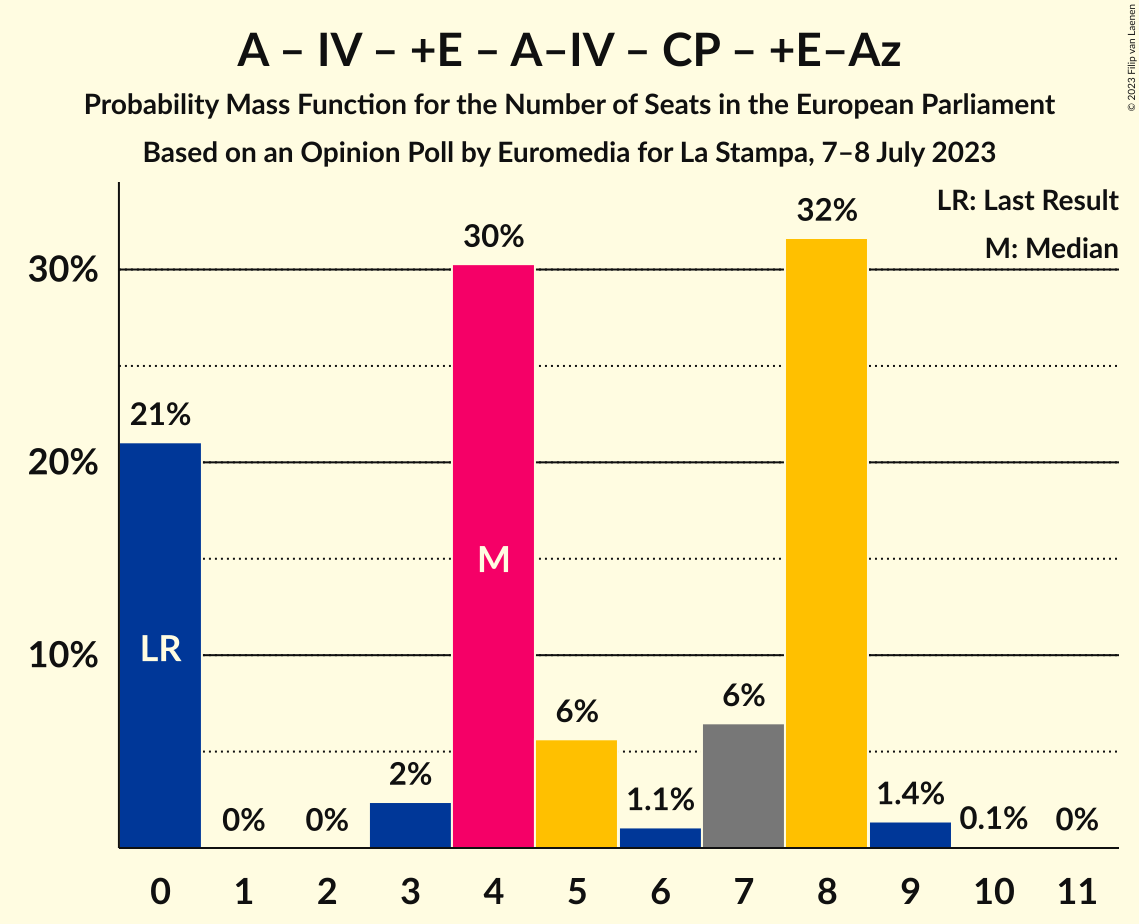 A – IV – +E – A–IV – CP – +E–Az
Probability Mass Function for the Number of Seats in the European Parliament
Based on an Opinion Poll by Euromedia for La Stampa, 7–8 July 2023
© 2023 Filip van Laenen
LR: Last Result
M: Median
32%
30%
30%
21%
20%
M
LR
10%
6%
6%
2%
1.1%
1.4%
0%
0%
0.1%
0%
0 1 2 3 4 5 6 7 8 9 10 11